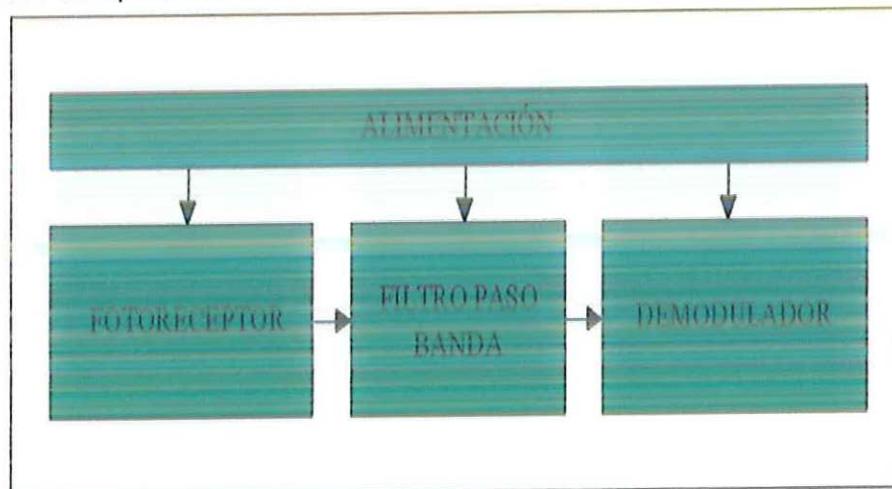 ALIMENTACIÓN
FOTORECEPTOR
FILTRO PASO
BANDA
DEMODULADOR